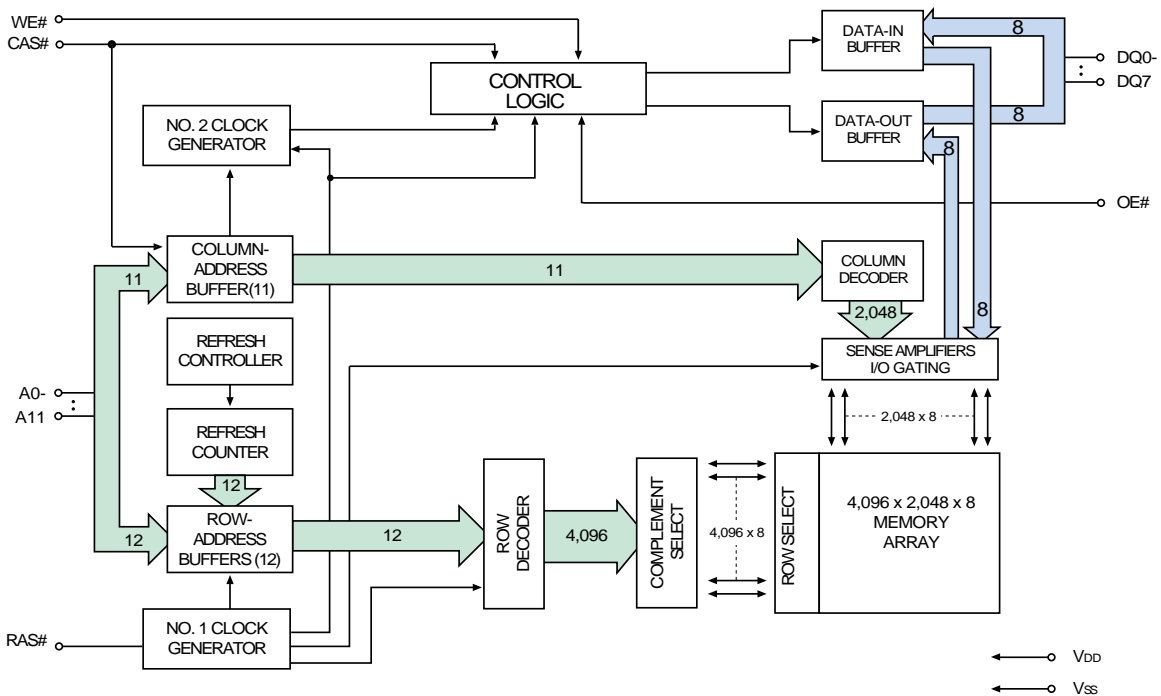 WE#
CAS#
CONTROL
LOGIC
DATA-IN
BUFFER
8
DQ0-
DQ7
NO. 2 CLOCK
GENERATOR
DATA-OUT
BUFFER
8
8
OE#
11
COLUMN-
ADDRESS
BUFFER(11)
11
COLUMN
DECODER
2,048
8
REFRESH
CONTROLLER
SENSE AMPLIFIERS
I/O GATING
A0-
A11
REFRESH
COUNTER
2,048 x 8
12
12
ROW-
ADDRESS
BUFFERS (12)
12
ROW
DECODER
4,096
COMPLEMENT
SELECT
4,096 x 8
ROW SELECT
4,096 x 2,048 x 8
MEMORY
ARRAY
RAS#
NO. 1 CLOCK
GENERATOR
VDD
VSS